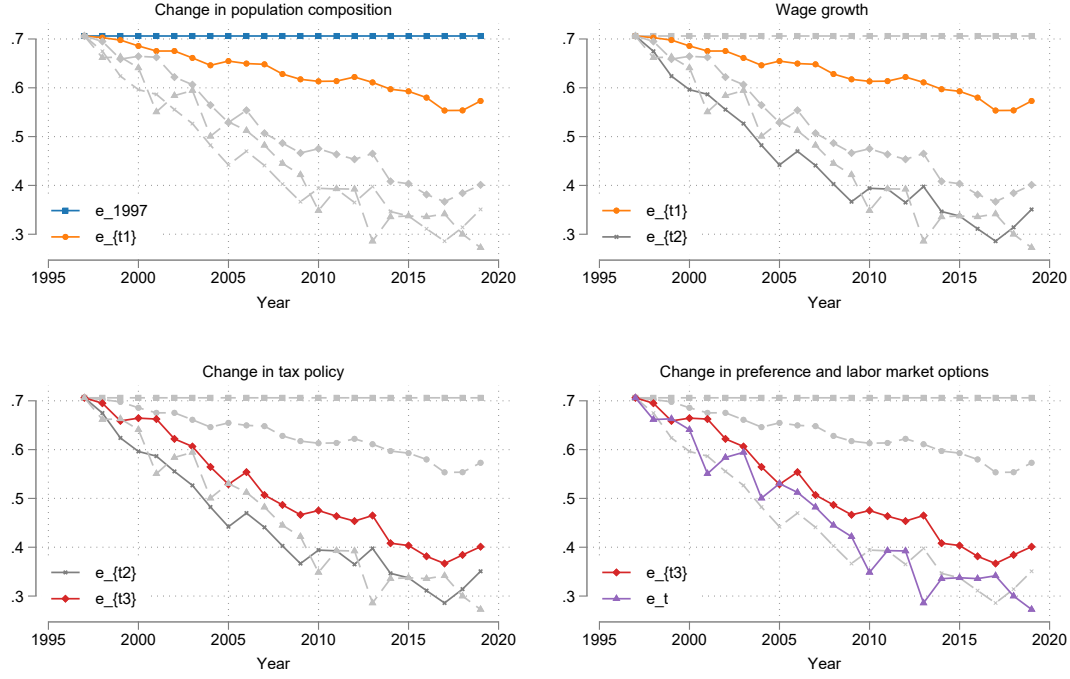 Change in population composition
.7
.6
.5
.4
.3
e_1997
e_{t1}
1995 2000 2005 2010 2015 2020
Year
Wage growth
.7
.6
.5
.4
.3
e_{t1}
e_{t2}
1995 2000 2005 2010 2015 2020
Year
Change in tax policy
.7
.6
.5
.4
.3
e_{t2}
e_{t3}
1995 2000 2005 2010 2015 2020
Year
Change in preference and labor market options
.7
.6
.5
.4
.3
e_{t3}
e_t
1995 2000 2005 2010 2015 2020
Year